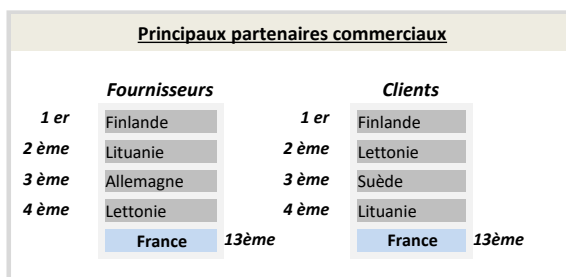 Principaux partenaires commerciaux
Fournisseurs Clients
1 er Finlande 1 er Finlande
2 ème Lituanie 2 ème Lettonie
3 ème Allemagne 3 ème Suède
4 ème Lettonie 4 ème Lituanie
France 13ème France 13ème